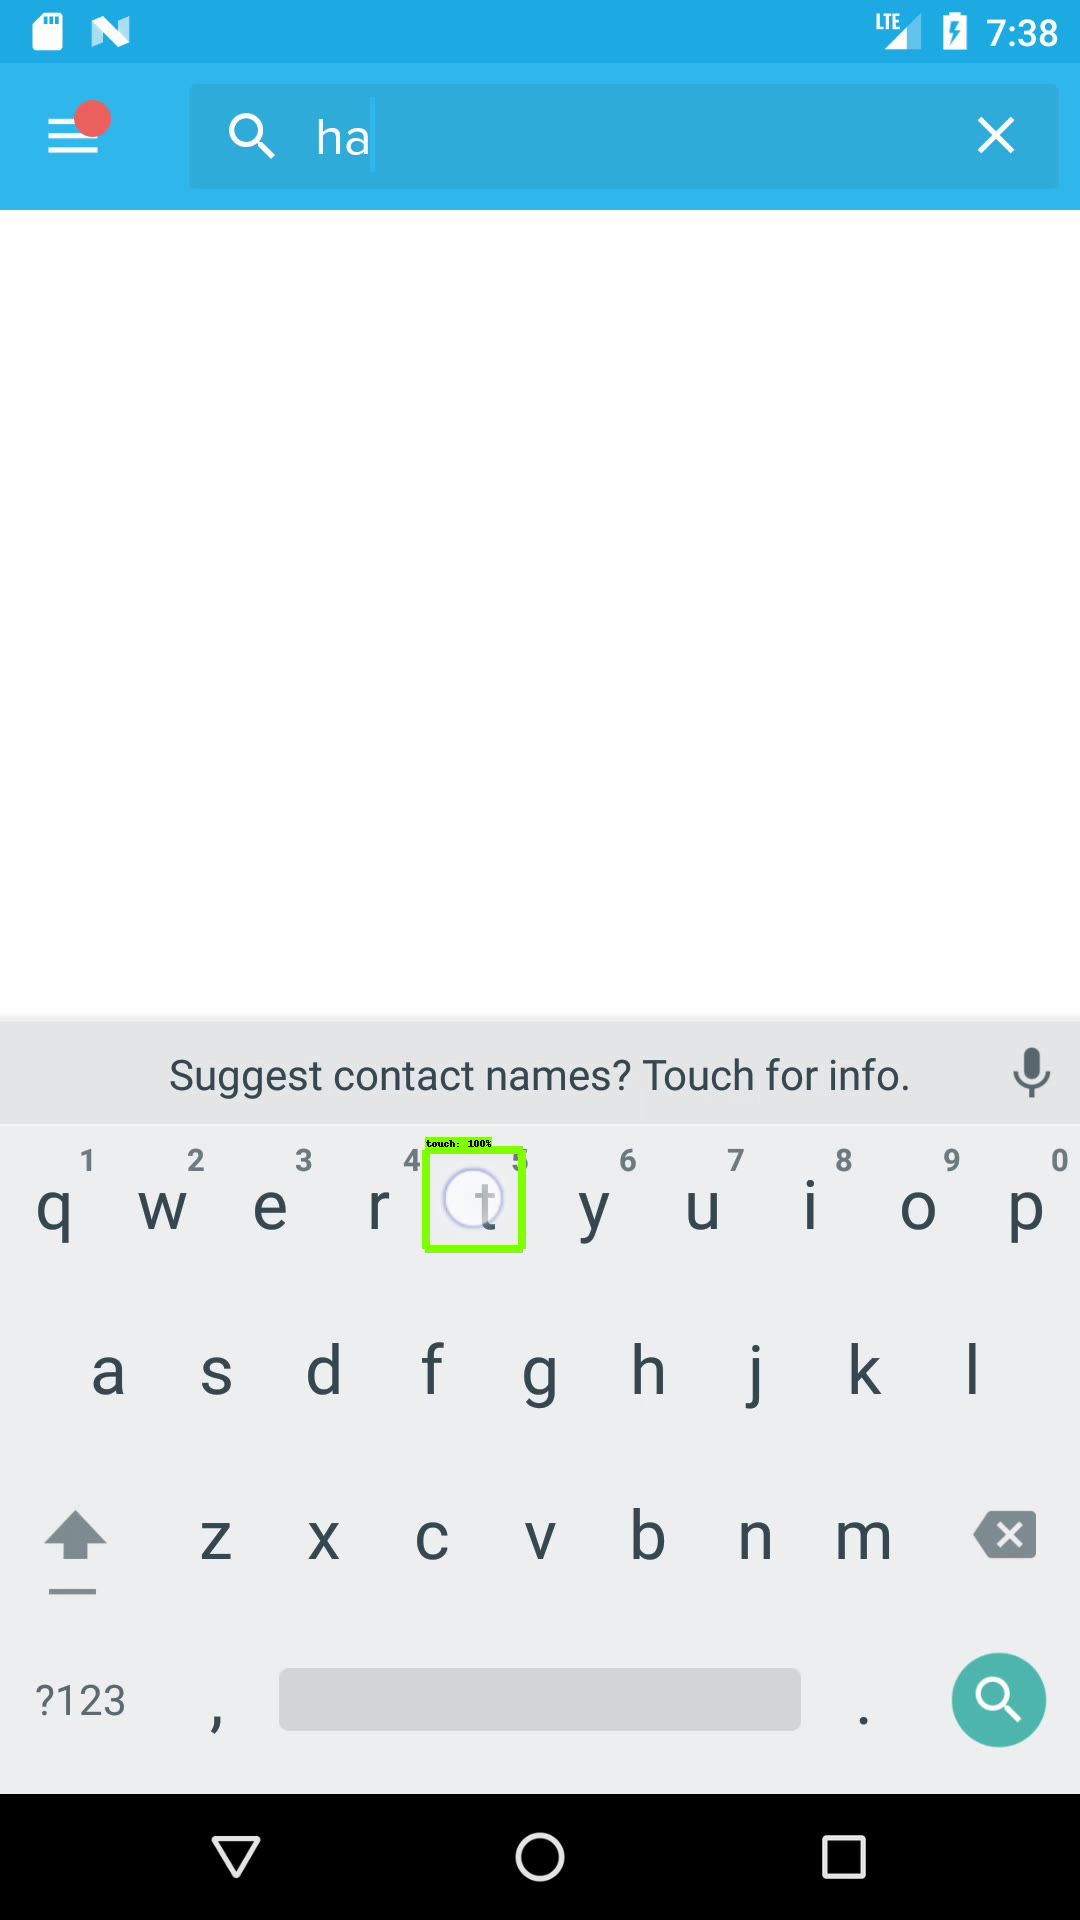 LTE 7:38
ha
Suggest contact names? Touch for info.
touch: 100%
1 2 3 4 5 6 7 8 9 0
q w e r t y u i o p
a s d f g h j k l
z x c v b n m
?123 , .